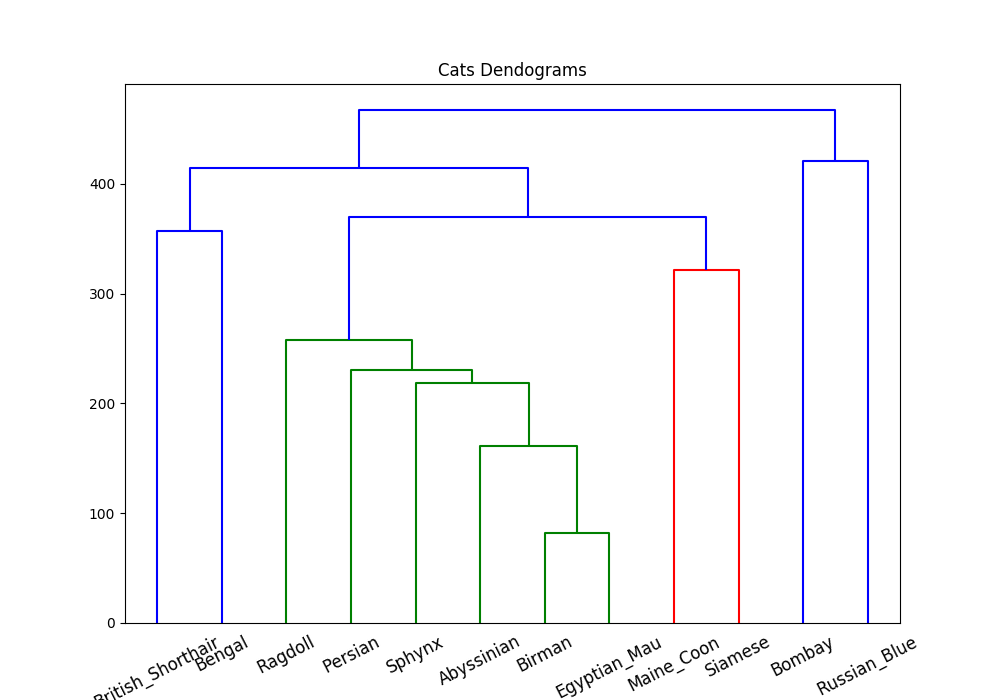 Cats Dendograms
400
300
200
100
0
British_Shorthair
Bengal
Ragdoll
Persian
Sphynx
Abyssinian
Birman
Egyptian_Mau
Maine_Coon
Siamese
Bombay
Russian_Blue